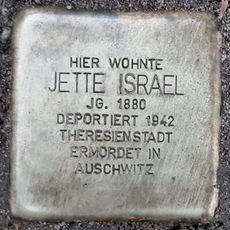 HIER WOHNTE
JETTE ISRAEL
JG. 1880
DEPORTIERT 1942
THERESIENSTADT
ERMORDET IN
AUSCHWITZ